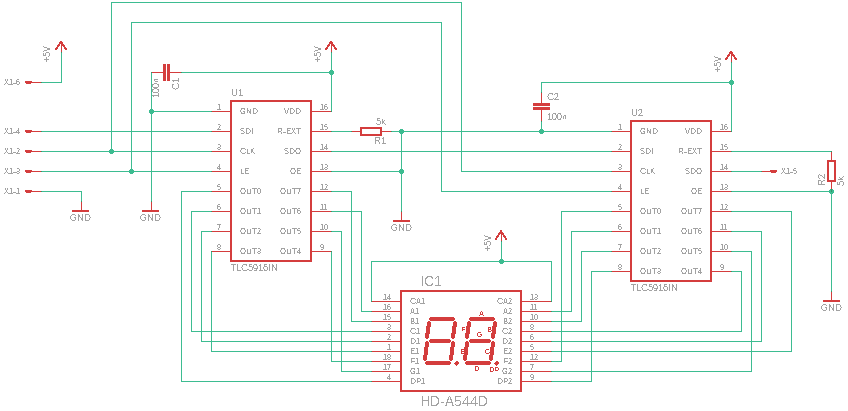 X1-6
+5V
X1-4
X1-2
X1-3
X1-1
GND
GND
100n
C1
+5V
U1
1 GND VDD 16
2 SDI R-EXT 15
3 CLK SDO 14
4 LE OE 13
5 OUT0 OUT7 12
6 OUT1 OUT6 11
7 OUT2 OUT5 10
8 OUT3 OUT4 9
TLC5916IN
5k
R1
GND
C2
100n
+5V
U2
1 GND VDD 16
2 SDI R-EXT 15
3 CLK SDO 14
4 LE OE 13
5 OUT0 OUT7 12
6 OUT1 OUT6 11
7 OUT2 OUT5 10
8 OUT3 OUT4 9
TLC5916IN
X1-5
R2
5k
GND
+5V
IC1
14 CA1 CA2 13
16 A1 A2 11
15 B1 B2 10
3 C1 C2 8
2 D1 D2 6
1 E1 E2 5
18 F1 F2 12
17 G1 G2 7
4 DP1 DP2 9
A
F B
G
E C
D DP
HD-A544D